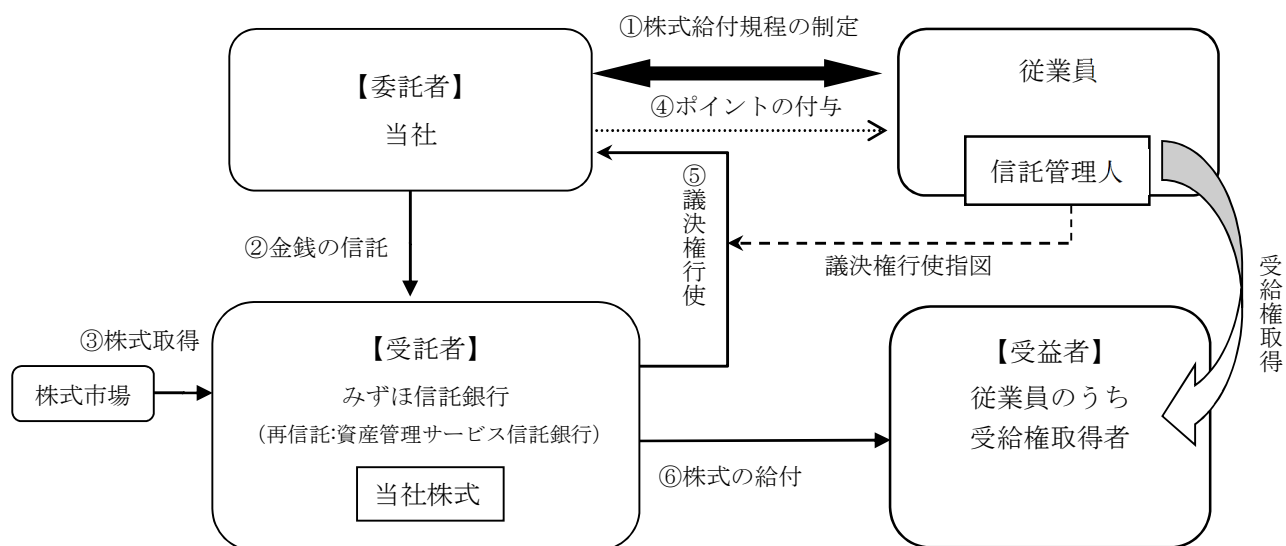 ①株式給付規程の制定
【委託者】
当社
従業員
④ポイントの付与
信託管理人
⑤議決権行使
②金銭の信託
議決権行使指図
受給権取得
③株式取得
株式市場
【受託者】
みずほ信託銀行
（再信託:資産管理サービス信託銀行）
当社株式
⑥株式の給付
【受益者】
従業員のうち
受給権取得者